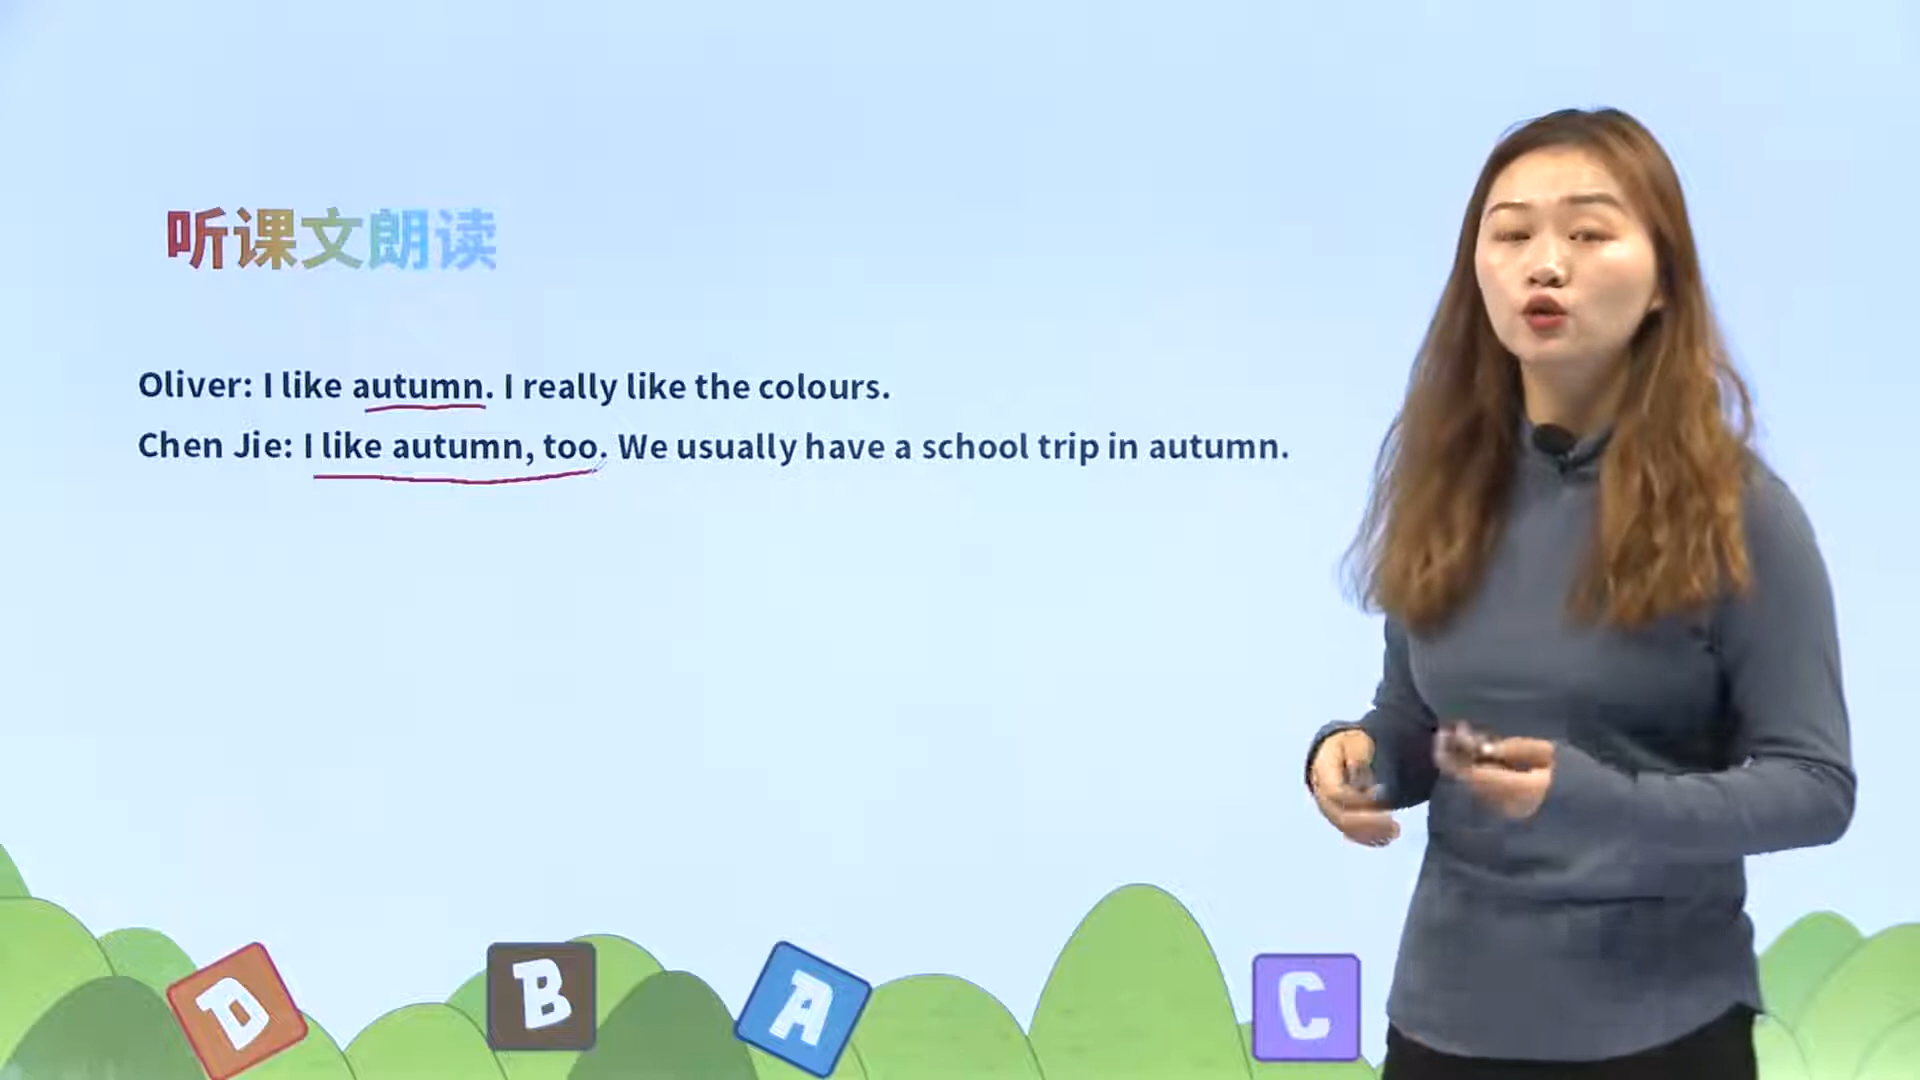 听课文朗读
Oliver: I like autumn. I really like the colours.
Chen Jie: I like autumn, too. We usually have a school trip in autumn.
D B A C